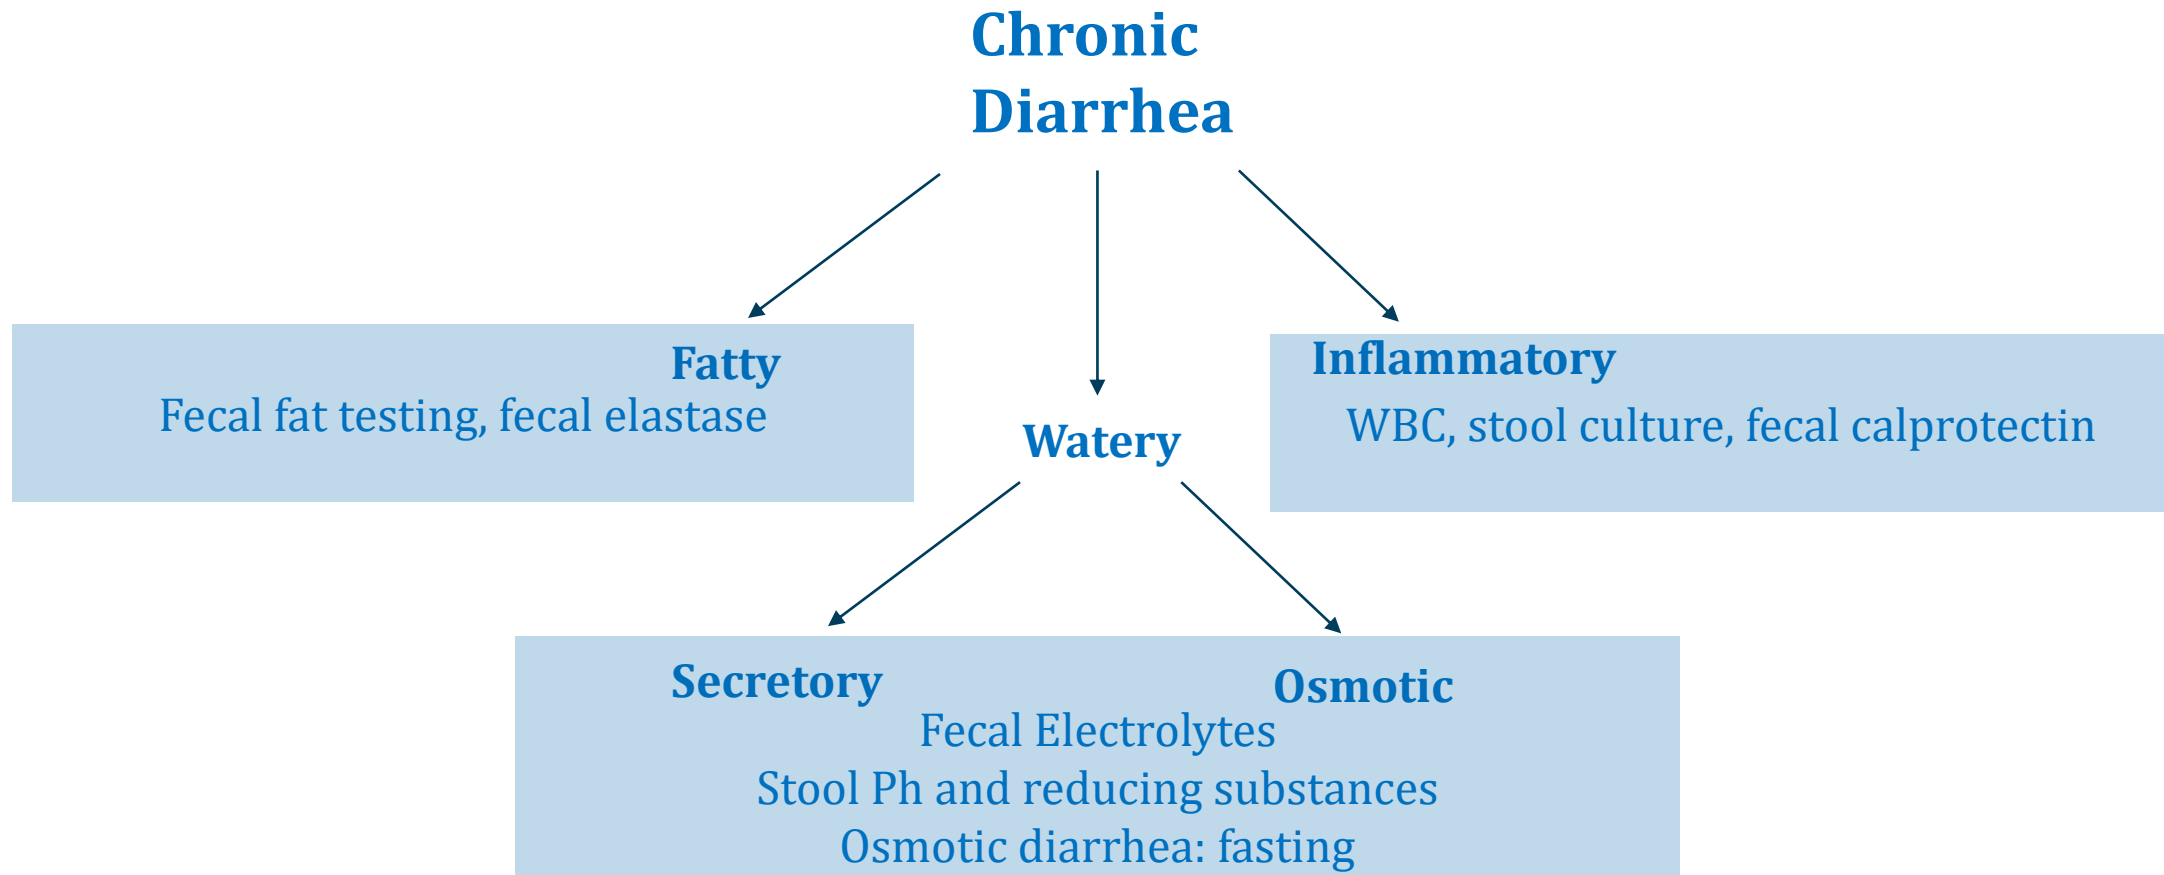 Chronic
Diarrhea
Fatty
Fecal fat testing, fecal elastase
Watery
Inflammatory
WBC, stool culture, fecal calprotectin
Secretory
Osmotic
Fecal Electrolytes
Stool Ph and reducing substances
Osmotic diarrhea: fasting